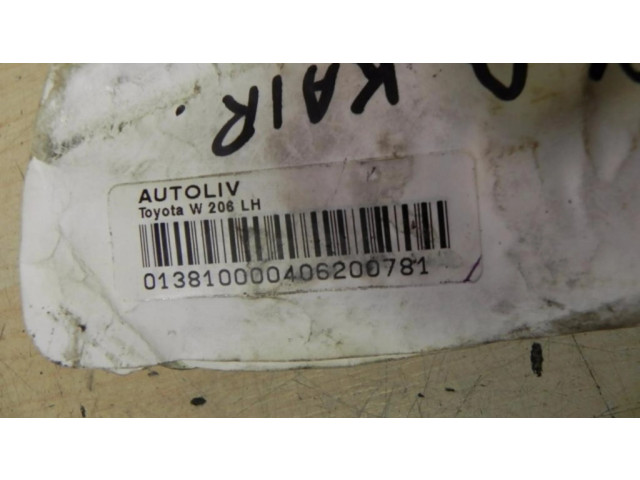 KAIR
AUTOLIV
Toyota W 206 LH
013810000406200781